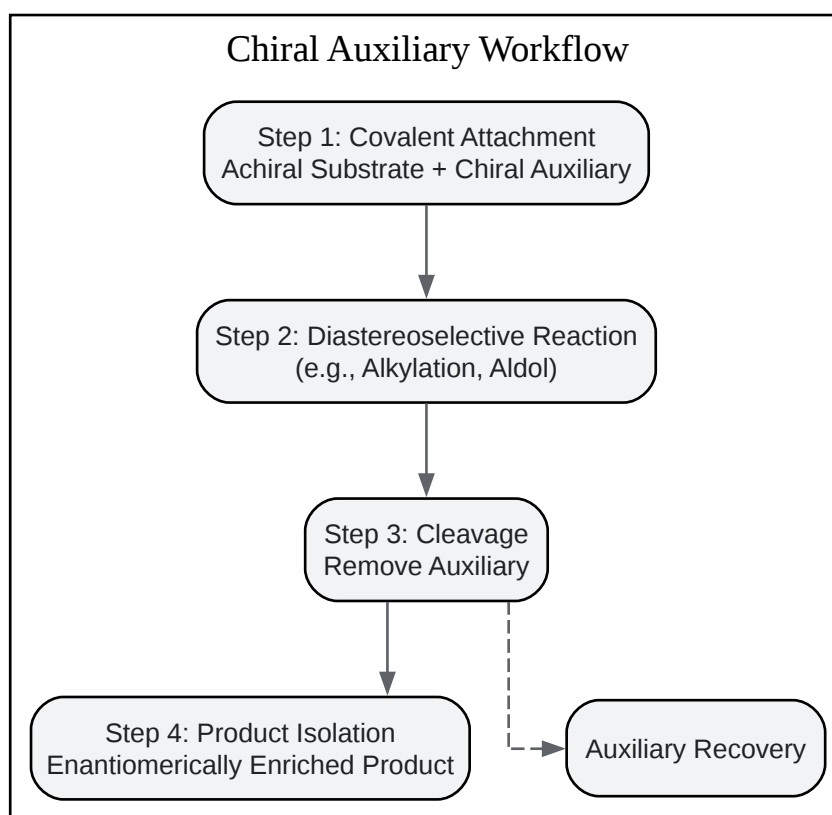 Chiral Auxiliary Workflow
Step 1: Covalent Attachment
Achiral Substrate + Chiral Auxiliary
Step 2: Diastereoselective Reaction
(e.g., Alkylation, Aldol)
Step 3: Cleavage
Remove Auxiliary
Step 4: Product Isolation
Enantiomerically Enriched Product
Auxiliary Recovery